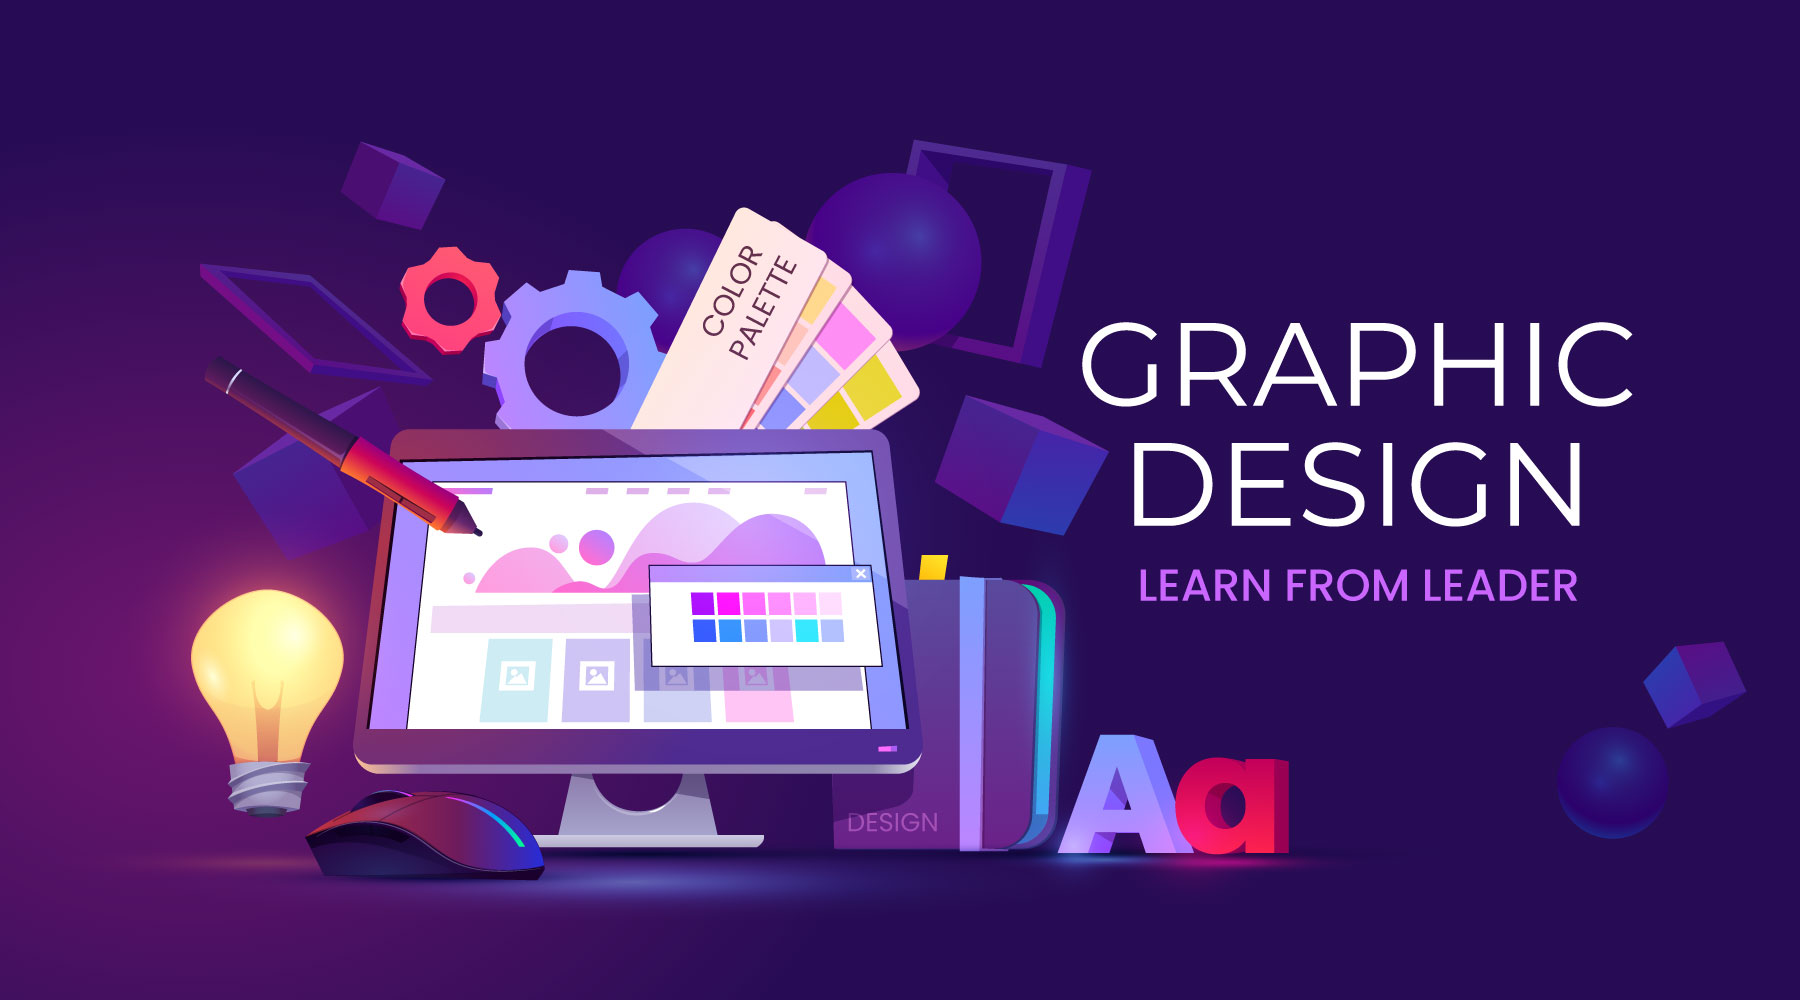 COLOR
PALETTE
GRAPHIC
DESIGN
LEARN FROM LEADER
DESIGN
Aa